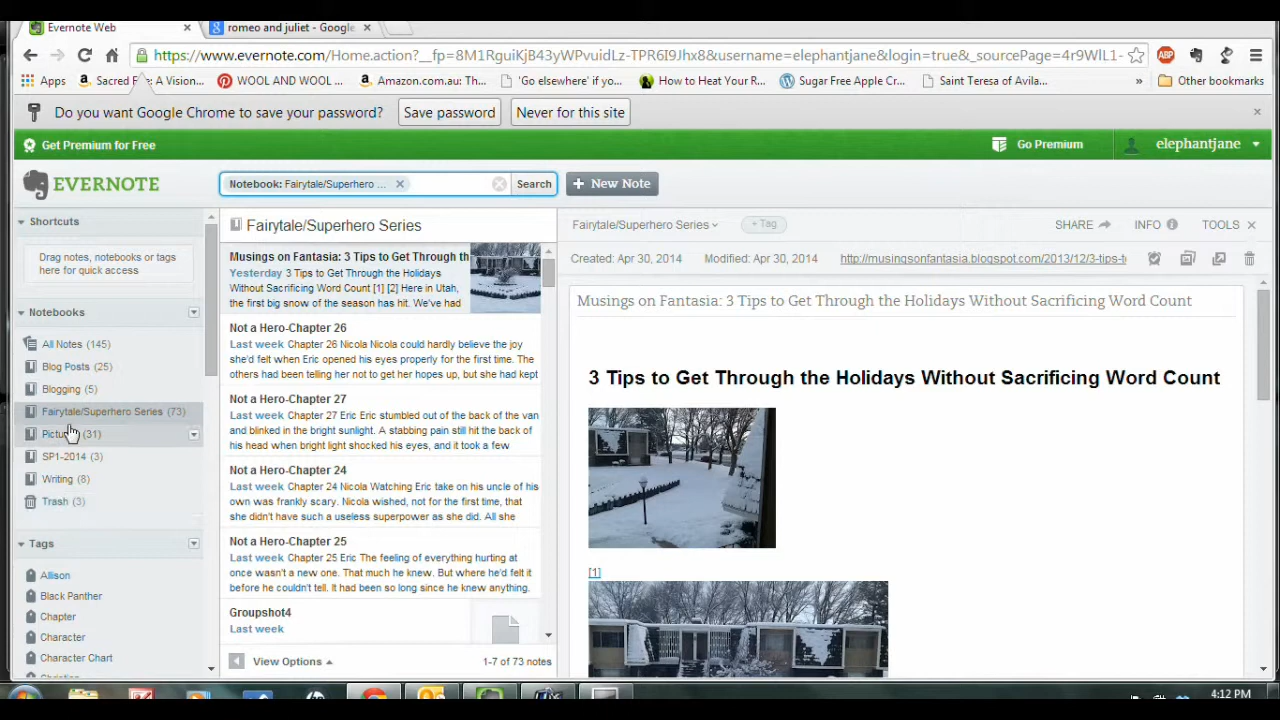 Evernote Web
romeo and juliet - Google
https://www.evernote.com/Home.action?__fp=8M1RguiKjB43yWPvuidLz-TPR6I9Jhx8&username=elephantjane&login=true&_sourcePage=4r9WlL1-
Apps Sacred F...A Vision... WOOL AND WOOL ... Amazon.com.au: Th... 'Go elsewhere' if yo... How to Heat Your R... Sugar Free Apple Cr... Saint Teresa of Avila... » Other bookmarks
Do you want Google Chrome to save your password? Save password Never for this site
Get Premium for Free Go Premium elephantjane
EVERNOTE Notebook: Fairytale/Superhero ... Search + New Note
Shortcuts
Drag notes, notebooks or tags
here for quick access
Notebooks
All Notes (145)
Blog Posts (25)
Blogging (5)
Fairytale/Superhero Series (73)
(31)
SP1-2014 (3)
Writing (8)
Trash (3)
Tags
Allison
Black Panther
Chapter
Character
Character Chart
Fairytale/Superhero Series
Musings on Fantasia: 3 Tips to Get Through th
Yesterday 3 Tips to Get Through the Holidays
Without Sacrificing Word Count [1] [2] Here in Utah,
the first big snow of the season has hit. We've had
Not a Hero-Chapter 26
Last week Chapter 26 Nicola Nicola could hardly believe the joy
she'd felt when Eric opened his eyes properly for the first time. The
others had been telling her not to get her hopes up, but she had kept
Not a Hero-Chapter 27
Last week Chapter 27 Eric Eric stumbled out of the back of the van
and blinked in the bright sunlight. A stabbing pain still hit the back of
his head when bright light shocked his eyes, and it took a few
Not a Hero-Chapter 24
Last week Chapter 24 Nicola Watching Eric take on his uncle of his
own was frankly scary. Nicola wished, not for the first time, that
she didn't have such a useless superpower as she did. All she
Not a Hero-Chapter 25
Last week Chapter 25 Eric The feeling of everything hurting at
once wasn't a new one. That much he knew. But where he'd felt it
before he couldn't tell. It had been so long since he knew anything.
Groupshot4
Last week
View Options 1-7 of 73 notes
Fairytale/Superhero Series + Tag SHARE INFO TOOLS
Created: Apr 30, 2014 Modified: Apr 30, 2014 http://musingsonfantasia.blogspot.com/2013/12/3-tips-t
Musings on Fantasia: 3 Tips to Get Through the Holidays Without Sacrificing Word Count
3 Tips to Get Through the Holidays Without Sacrificing Word Count
[1]
4:12 PM